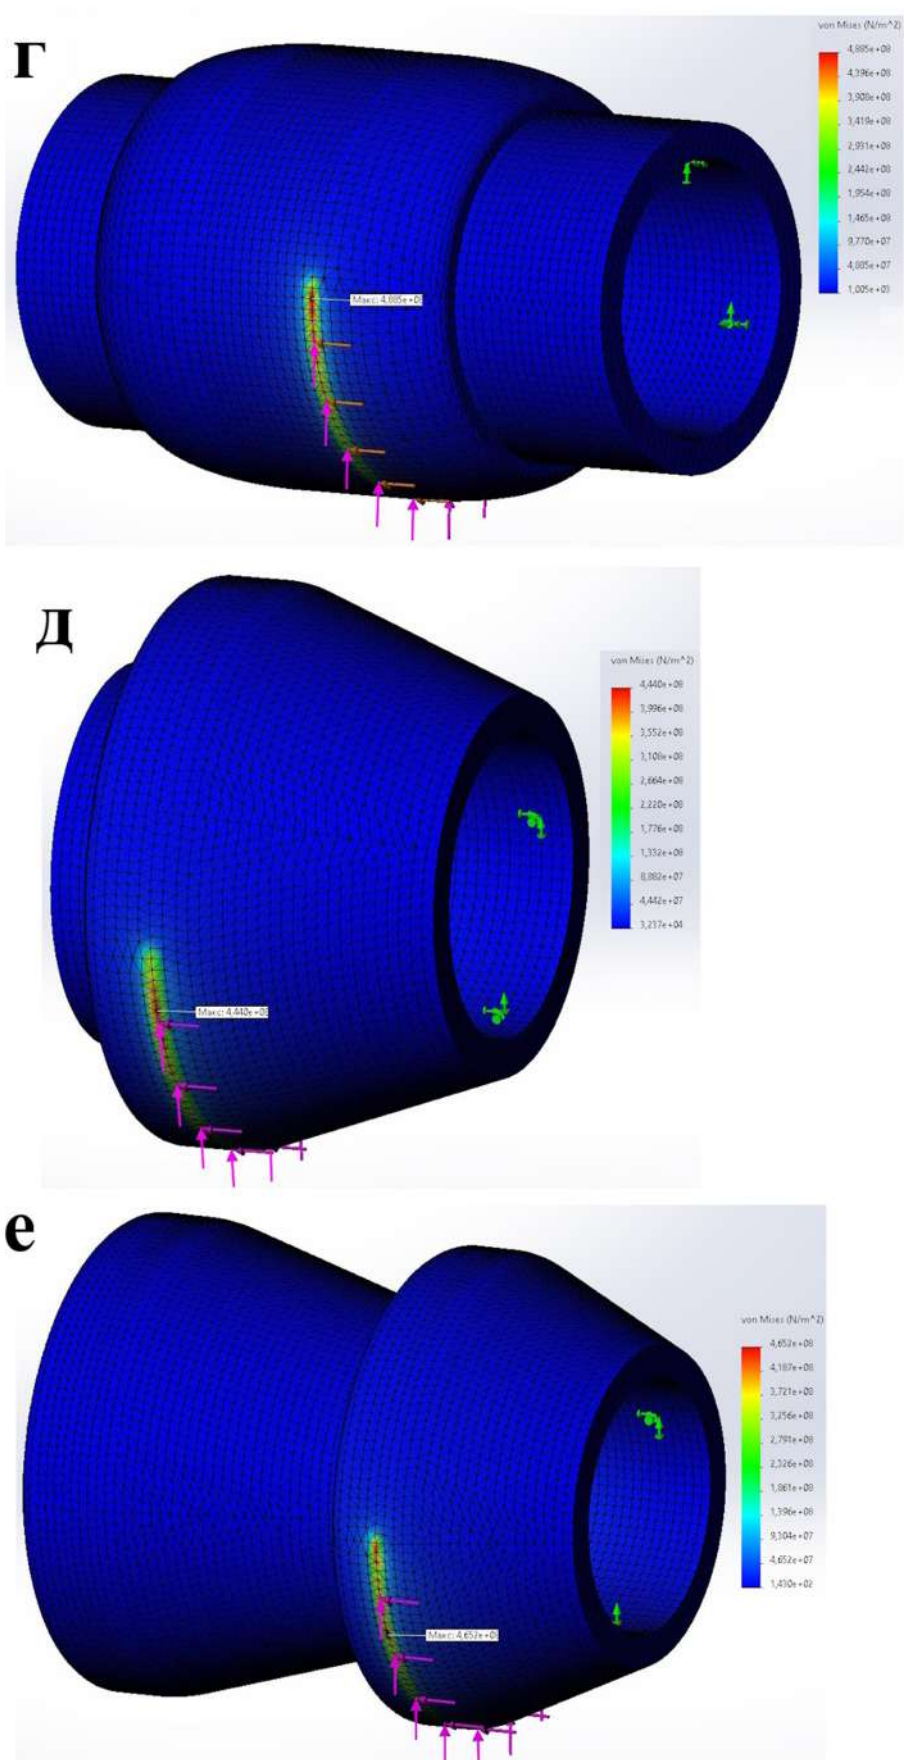 г
von Mises (N/m^2)
4,885e+08
4,396e+08
3,908e+08
3,419e+08
2,931e+08
2,442e+08
1,954e+08
1,465e+08
9,770e+07
4,885e+07
1,005e+03
Макс: 4,885e+08
д
von Mises (N/m^2)
4,440e+08
3,996e+08
3,552e+08
3,108e+08
2,664e+08
2,220e+08
1,776e+08
1,332e+08
8,882e+07
4,442e+07
3,237e+04
Макс: 4,440e+08
е
von Mises (N/m^2)
4,652e+08
4,187e+08
3,721e+08
3,256e+08
2,791e+08
2,326e+08
1,861e+08
1,396e+08
9,304e+07
4,652e+07
1,430e+02
Макс: 4,652e+08